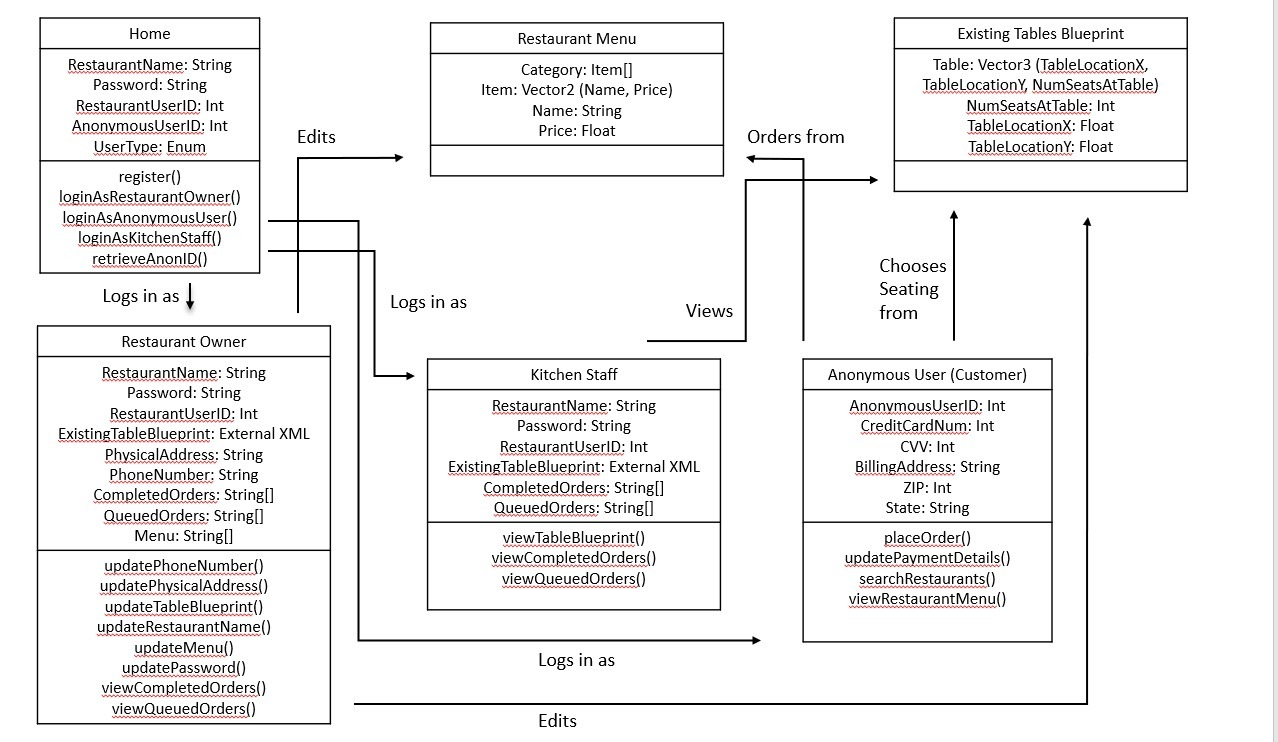 Home
RestaurantName: String
Password: String
RestaurantUserID: Int
AnonymousUserID: Int
UserType: Enum
register()
loginAsRestaurantOwner()
loginAsAnonymousUser()
loginAsKitchenStaff()
retrieveAnonID()
Restaurant Menu
Category: Item[]
Item: Vector2 (Name, Price)
Name: String
Price: Float
Existing Tables Blueprint
Table: Vector3 (TableLocationX,
TableLocationY, NumSeatsAtTable)
NumSeatsAtTable: Int
TableLocationX: Float
TableLocationY: Float
Edits
Orders from
Logs in as
Logs in as
Views
Chooses
Seating
from
Restaurant Owner
RestaurantName: String
Password: String
RestaurantUserID: Int
ExistingTableBlueprint: External XML
PhysicalAddress: String
PhoneNumber: String
CompletedOrders: String[]
QueuedOrders: String[]
Menu: String[]
updatePhoneNumber()
updatePhysicalAddress()
updateTableBlueprint()
updateRestaurantName()
updateMenu()
updatePassword()
viewCompletedOrders()
viewQueuedOrders()
Kitchen Staff
RestaurantName: String
Password: String
RestaurantUserID: Int
ExistingTableBlueprint: External XML
CompletedOrders: String[]
QueuedOrders: String[]
viewTableBlueprint()
viewCompletedOrders()
viewQueuedOrders()
Anonymous User (Customer)
AnonymousUserID: Int
CreditCardNum: Int
CVV: Int
BillingAddress: String
ZIP: Int
State: String
placeOrder()
updatePaymentDetails()
searchRestaurants()
viewRestaurantMenu()
Logs in as
Edits